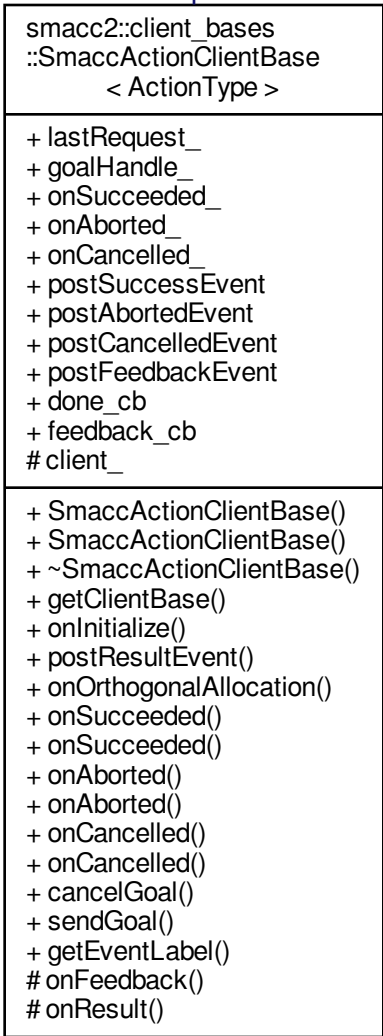 smacc2::client_bases
::SmaccActionClientBase
< ActionType >
+ lastRequest_
+ goalHandle_
+ onSucceeded_
+ onAborted_
+ onCancelled_
+ postSuccessEvent
+ postAbortedEvent
+ postCancelledEvent
+ postFeedbackEvent
+ done_cb
+ feedback_cb
# client_
+ SmaccActionClientBase()
+ SmaccActionClientBase()
+ ~SmaccActionClientBase()
+ getClientBase()
+ onInitialize()
+ postResultEvent()
+ onOrthogonalAllocation()
+ onSucceeded()
+ onSucceeded()
+ onAborted()
+ onAborted()
+ onCancelled()
+ onCancelled()
+ cancelGoal()
+ sendGoal()
+ getEventLabel()
# onFeedback()
# onResult()